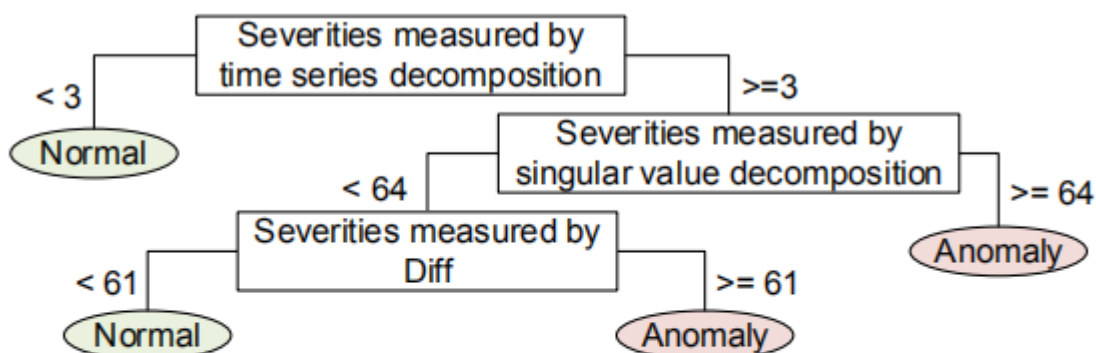 Severities measured by
time series decomposition
< 3
>=3
Normal
Severities measured by
singular value decomposition
< 64
>= 64
Severities measured by
Diff
Anomaly
< 61
>= 61
Normal
Anomaly